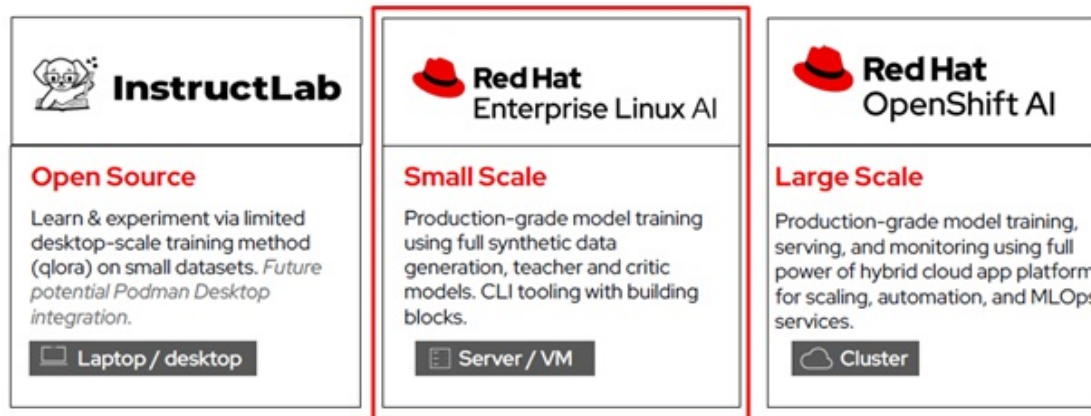 InstructLab
Open Source
Learn & experiment via limited
desktop-scale training method
(qlora) on small datasets. Future
potential Podman Desktop
integration.
Laptop / desktop
Red Hat
Enterprise Linux AI
Small Scale
Production-grade model training
using full synthetic data
generation, teacher and critic
models. CLI tooling with building
blocks.
Server / VM
Red Hat
OpenShift AI
Large Scale
Production-grade model training,
serving, and monitoring using full
power of hybrid cloud app platform
for scaling, automation, and MLOps
services.
Cluster